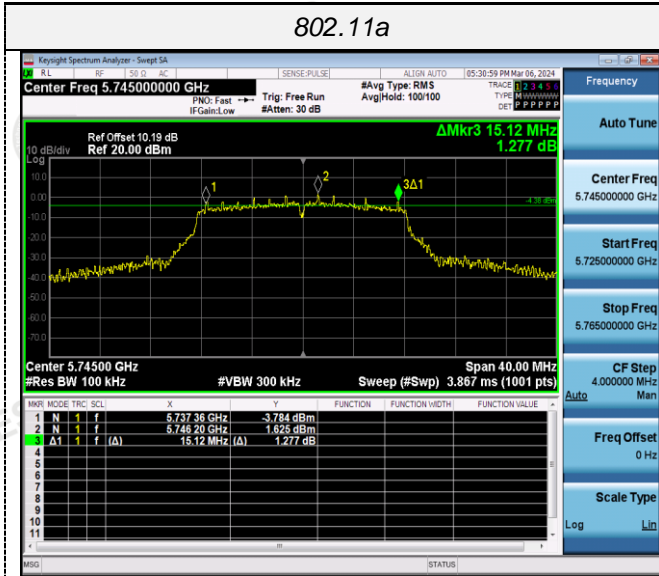 802.11a
Keysight Spectrum Analyzer - Swept SA
RL RF 50 Ω AC SENSE:PULSE ALIGN AUTO 05:30:59 PM Mar 06, 2024
Center Freq 5.745000000 GHz
PNO: Fast
IFGain:Low
Trig: Free Run
#Atten: 30 dB
#Avg Type: RMS
Avg|Hold: 100/100
TRACE 1 2 3 4 5 6
TYPE M WWWWW
DET P P P P P P
Ref Offset 10.19 dB
10 dB/div Ref 20.00 dBm
ΔMkr3 15.12 MHz
1.277 dB
Log
10.0
0.00
-10.0
-20.0
-30.0
-40.0
-50.0
-60.0
-70.0
1
2
3Δ1
-4.38 dBm
Center 5.74500 GHz Span 40.00 MHz
#Res BW 100 kHz #VBW 300 kHz Sweep (#Swp) 3.867 ms (1001 pts)
MKR MODE TRC SCL X Y FUNCTION FUNCTION WIDTH FUNCTION VALUE
1 N 1 f 5.737 36 GHz -3.784 dBm
2 N 1 f 5.746 20 GHz 1.625 dBm
3 Δ1 1 f (Δ) 15.12 MHz (Δ) 1.277 dB
4
5
6
7
8
9
10
11
MSG STATUS
Frequency
Auto Tune
Center Freq
5.745000000 GHz
Start Freq
5.725000000 GHz
Stop Freq
5.765000000 GHz
CF Step
4.000000 MHz
Auto Man
Freq Offset
0 Hz
Scale Type
Log Lin